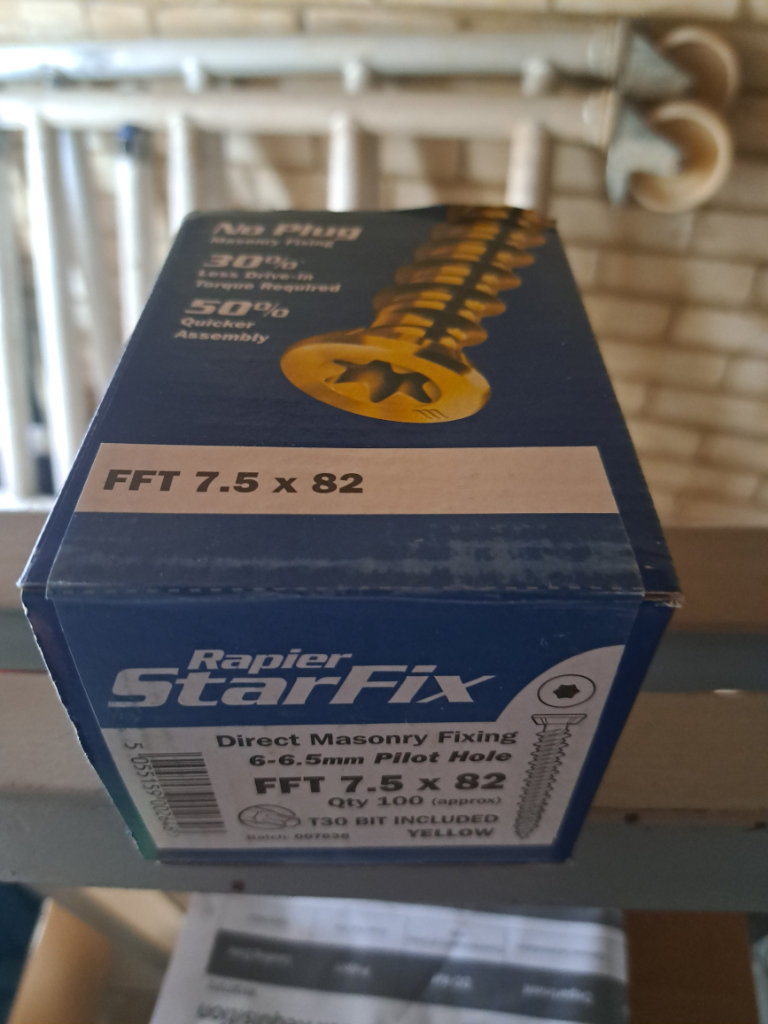 No Plug
Masonry Fixing
30%
Less Drive-in
Torque Required
50%
Quicker
Assembly
FFT 7.5 x 82
Rapier
StarFix
Direct Masonry Fixing
6-6.5mm Pilot Hole
FFT 7.5 x 82
Qty 100 (approx)
T30 BIT INCLUDED
YELLOW
Batch: 007838